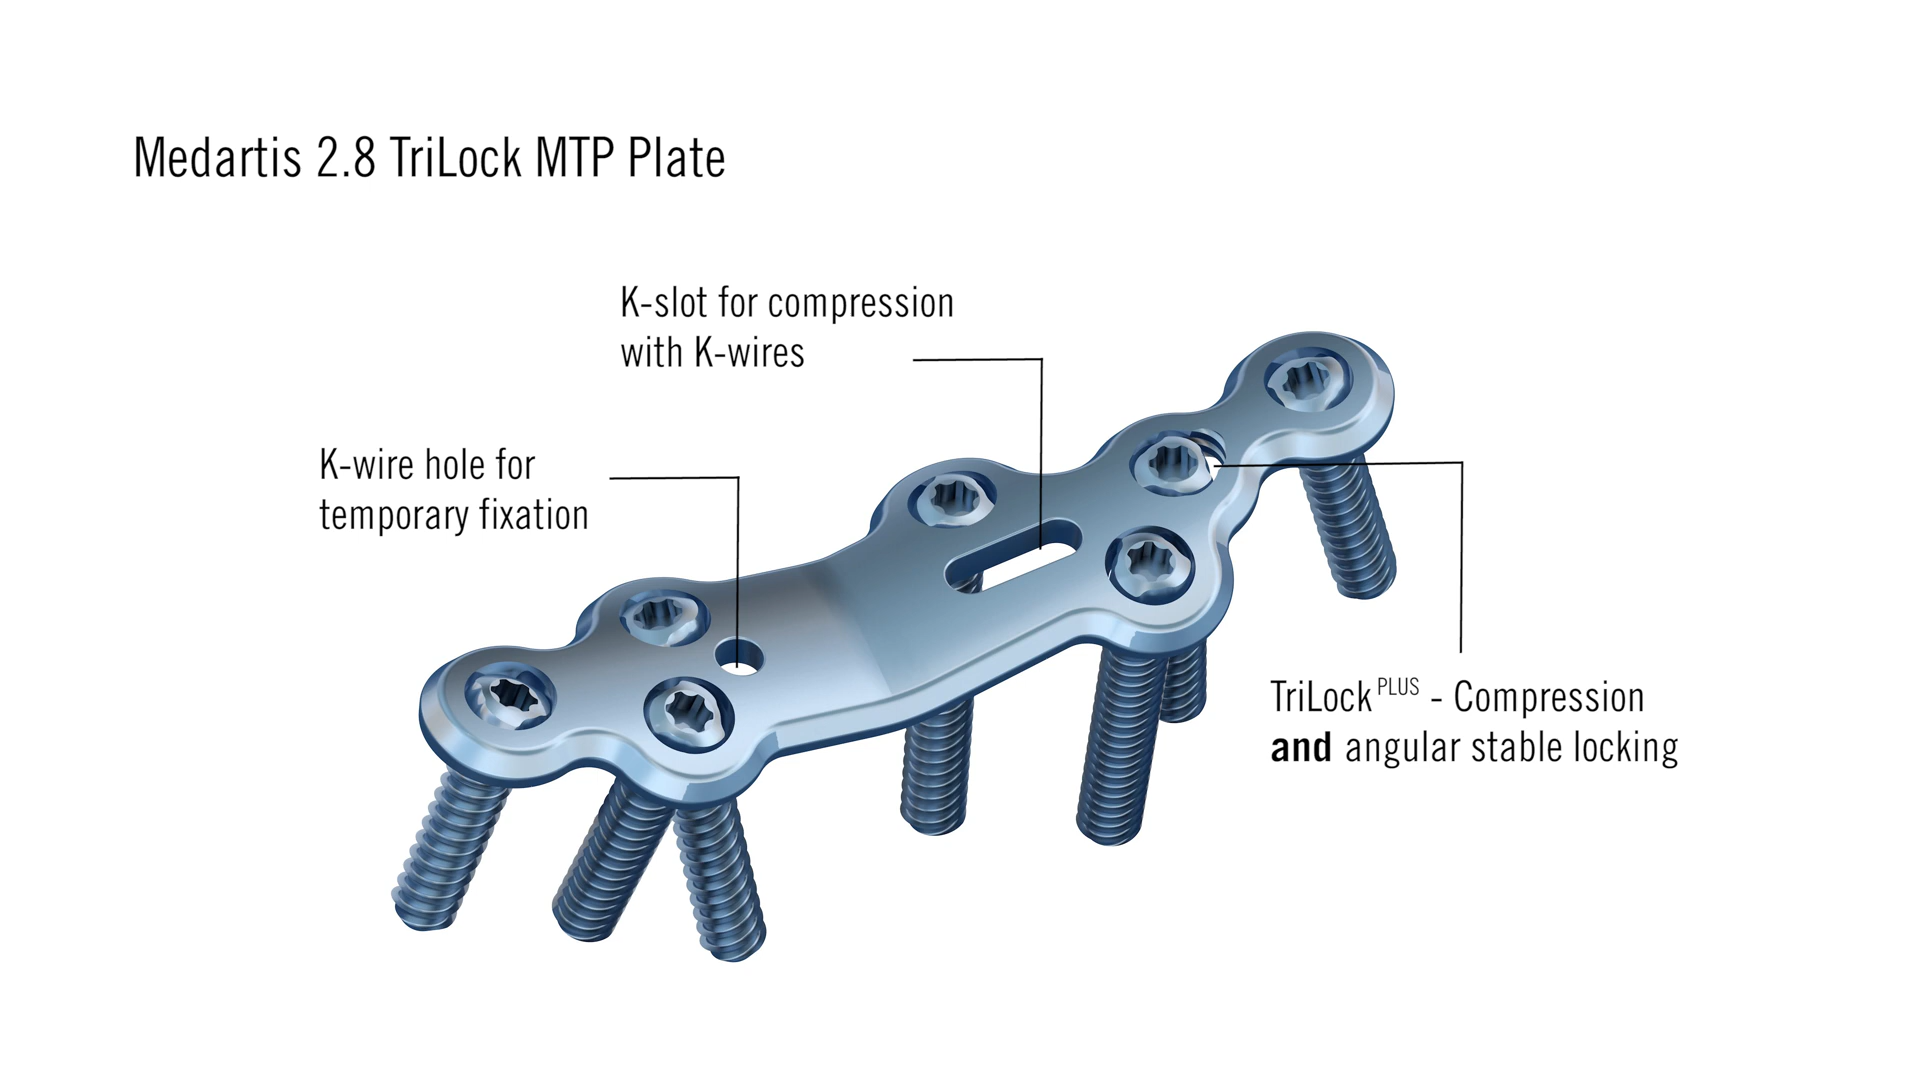 Medartis 2.8 TriLock MTP Plate
K-slot for compression
with K-wires
K-wire hole for
temporary fixation
TriLock PLUS - Compression
and angular stable locking